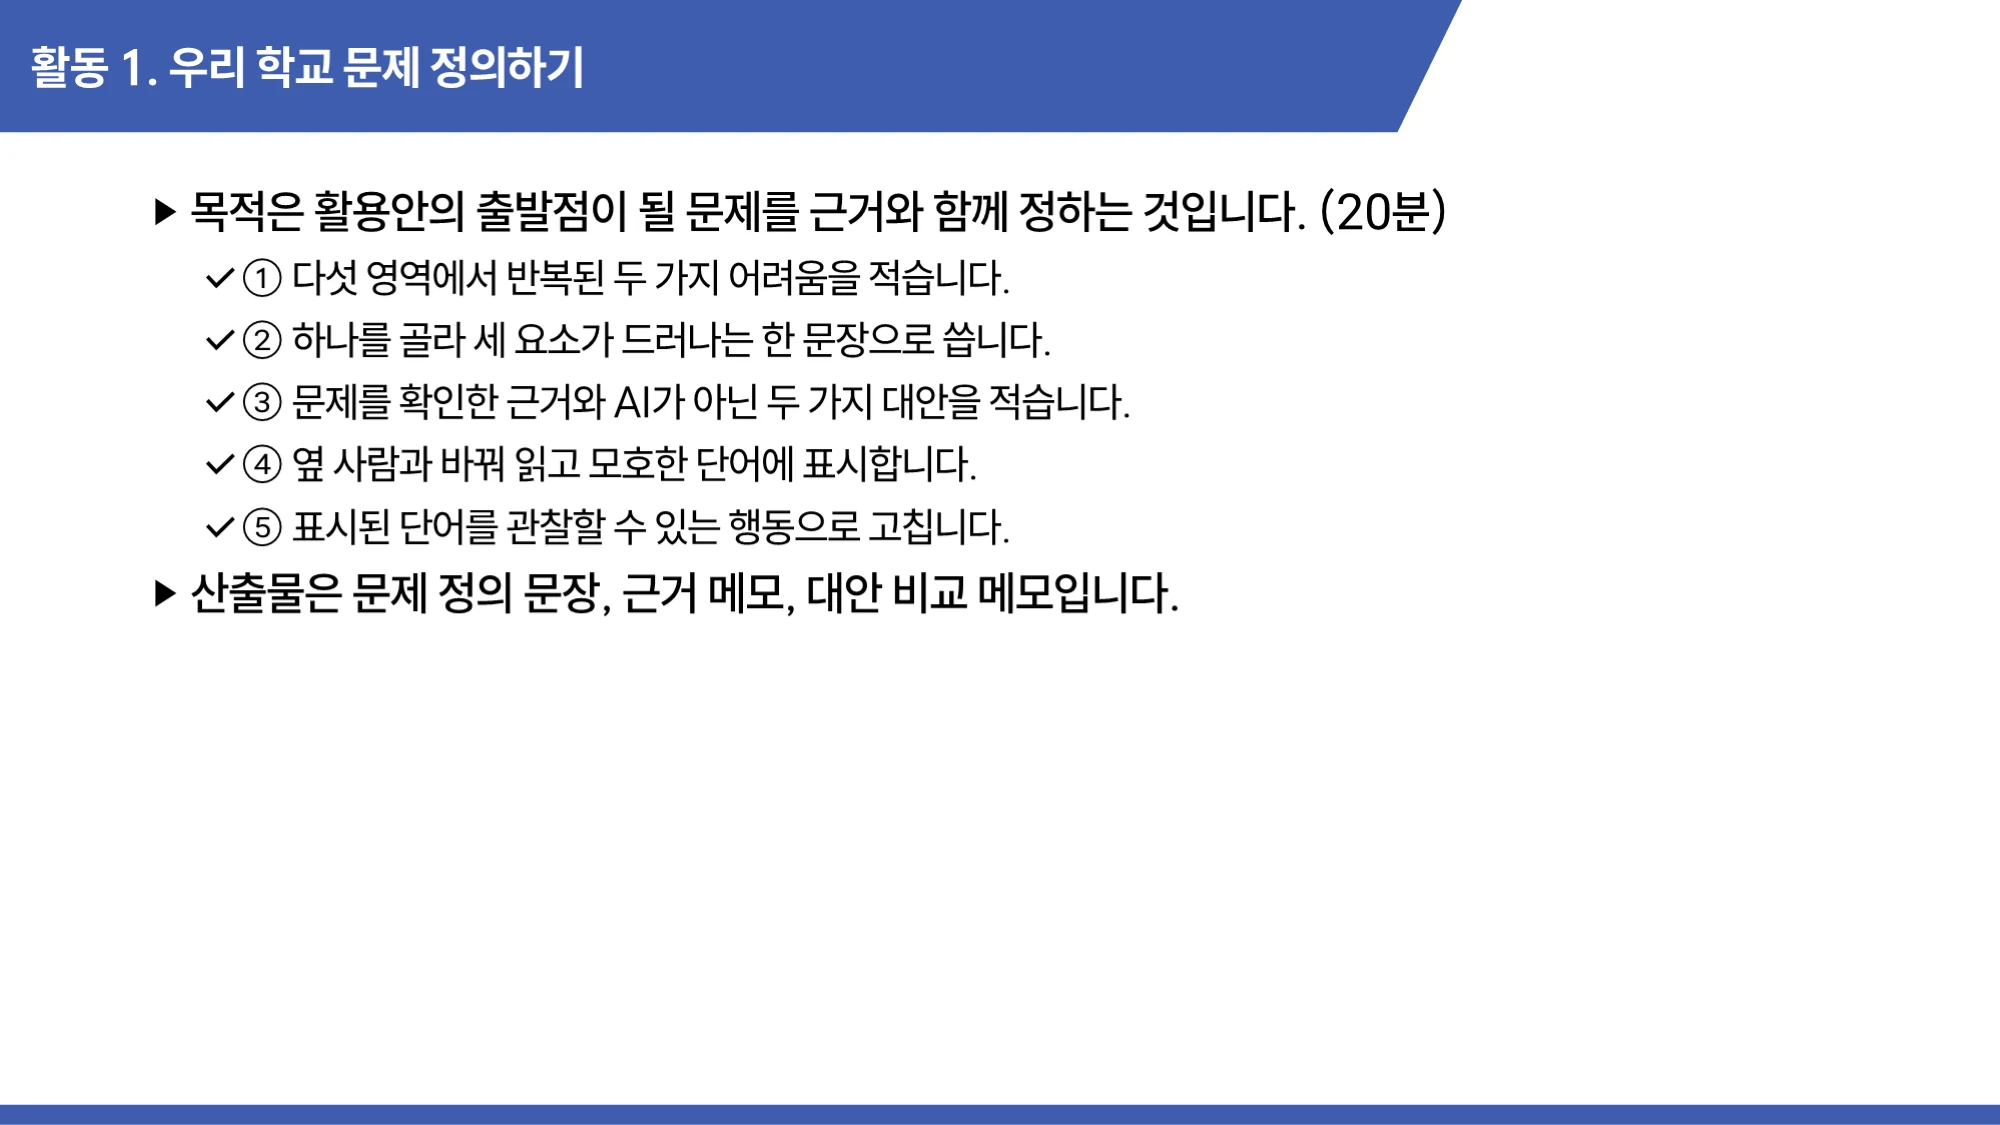 활동 1. 우리 학교 문제 정의하기
▶ 목적은 활용안의 출발점이 될 문제를 근거와 함께 정하는 것입니다. (20분)
✓ ① 다섯 영역에서 반복된 두 가지 어려움을 적습니다.
✓ ② 하나를 골라 세 요소가 드러나는 한 문장으로 씁니다.
✓ ③ 문제를 확인한 근거와 AI가 아닌 두 가지 대안을 적습니다.
✓ ④ 옆 사람과 바꿔 읽고 모호한 단어에 표시합니다.
✓ ⑤ 표시된 단어를 관찰할 수 있는 행동으로 고칩니다.
▶ 산출물은 문제 정의 문장, 근거 메모, 대안 비교 메모입니다.